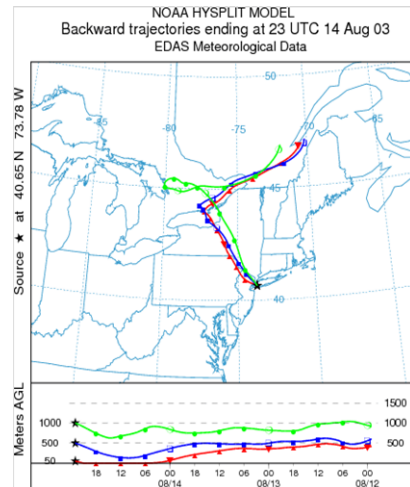 NOAA HYSPLIT MODEL
Backward trajectories ending at 23 UTC 14 Aug 03
EDAS Meteorological Data
Source ★ at 40.65 N 73.78 W
50
-85
-80
-75
-70
-65
45
40
Meters AGL
1500
1000
1000
500
500
50
18 12 06 00 18 12 06 00 18 12 06 00
08/14 08/13 08/12